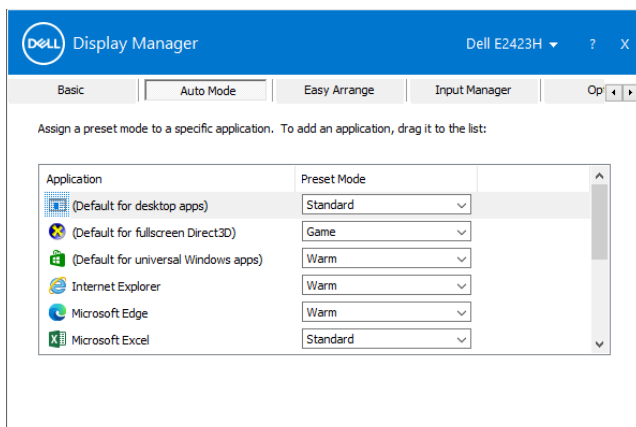 DELL Display Manager Dell E2423H ? X
Basic Auto Mode Easy Arrange Input Manager Op
Assign a preset mode to a specific application. To add an application, drag it to the list:
Application Preset Mode
(Default for desktop apps) Standard
(Default for fullscreen Direct3D) Game
(Default for universal Windows apps) Warm
Internet Explorer Warm
Microsoft Edge Warm
Microsoft Excel Standard